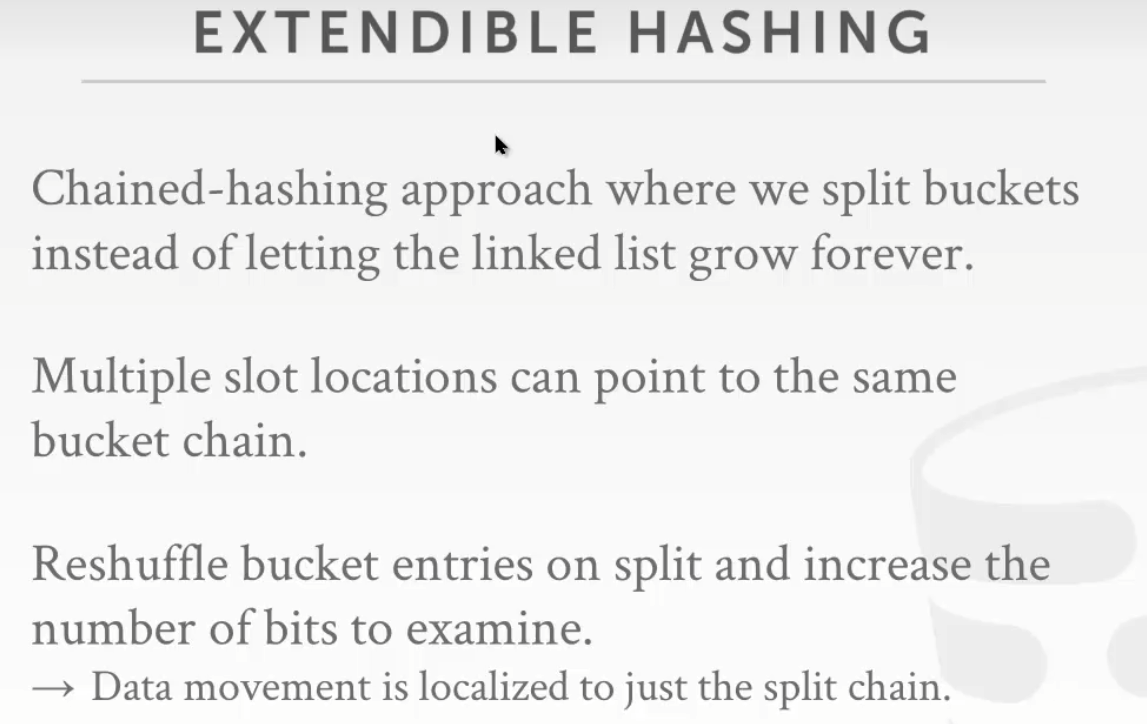 EXTENDIBLE HASHING
Chained-hashing approach where we split buckets
instead of letting the linked list grow forever.
Multiple slot locations can point to the same
bucket chain.
Reshuffle bucket entries on split and increase the
number of bits to examine.
→ Data movement is localized to just the split chain.